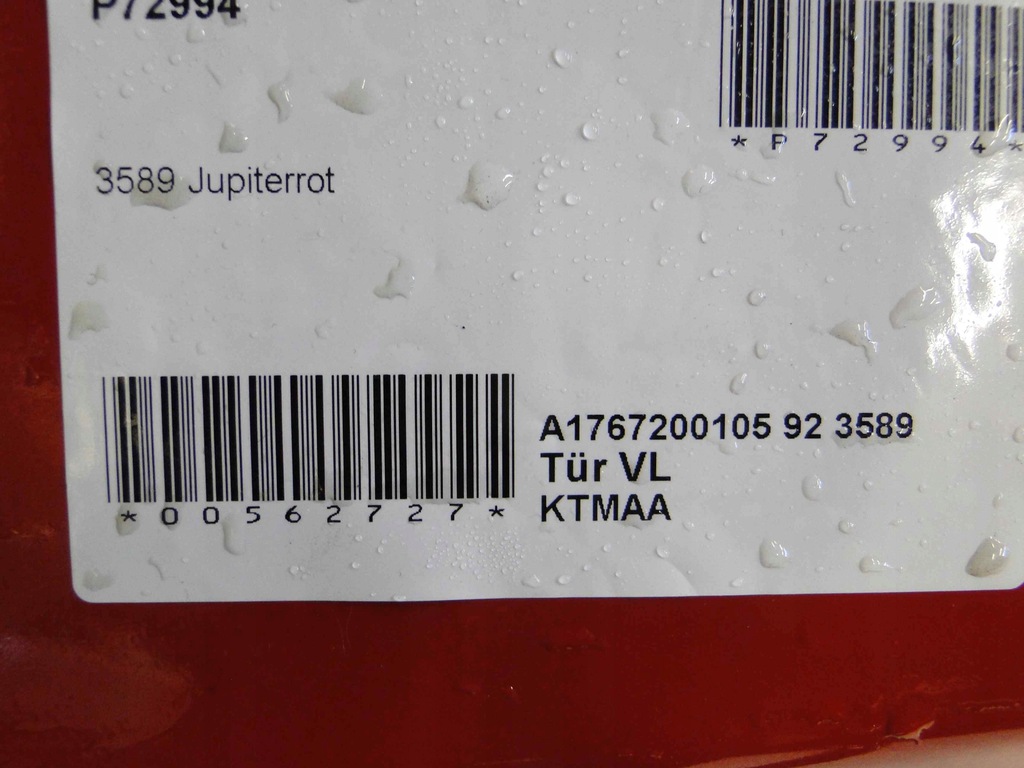 P72994
*P72994*
3589 Jupiterrot
*00562727*
A1767200105 92 3589
Tür VL
KTMAA